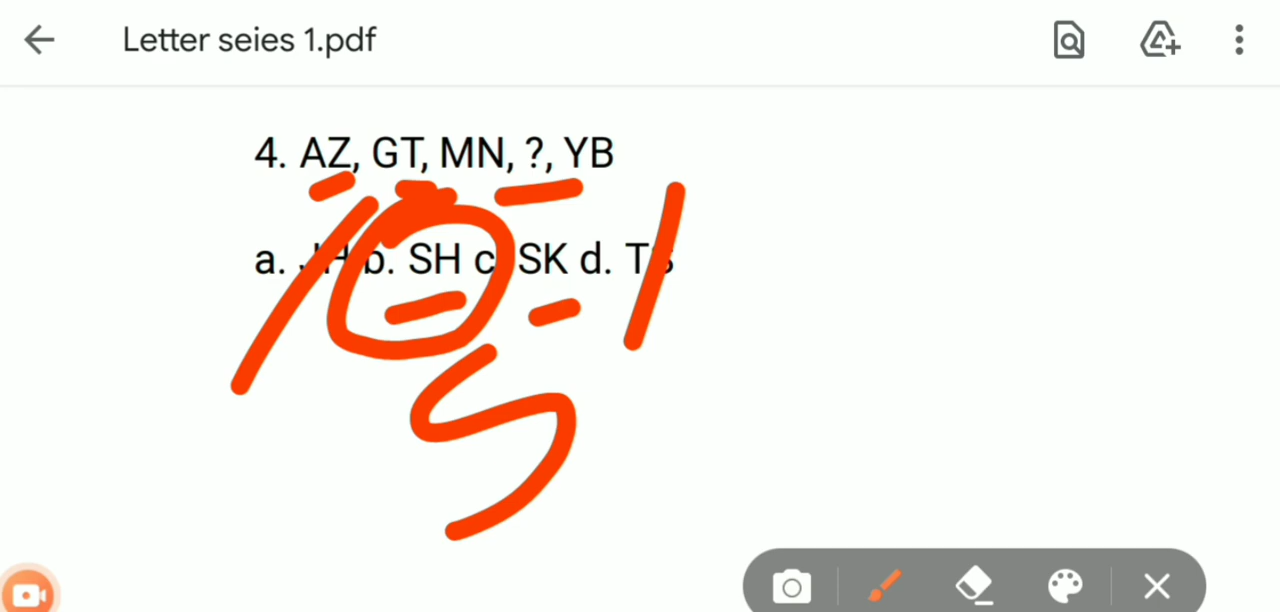 Letter seies 1.pdf
4. AZ, GT, MN, ?, YB
a. b. SH c. SK d.
S